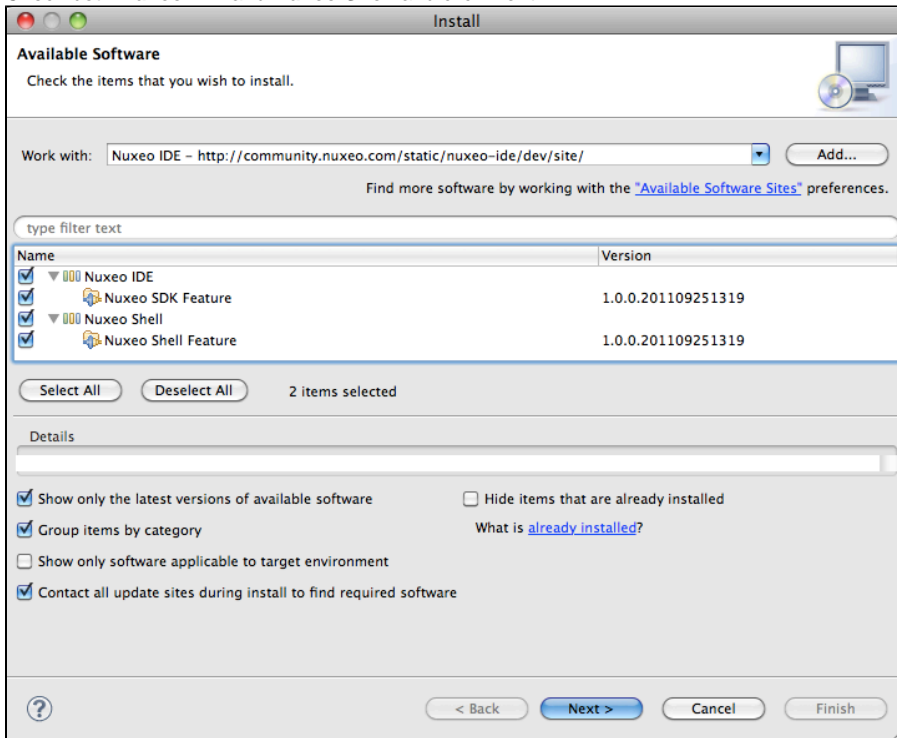 Install
Available Software
Check the items that you wish to install.
Work with: Nuxeo IDE – http://community.nuxeo.com/static/nuxeo-ide/dev/site/ Add...
Find more software by working with the "Available Software Sites" preferences.
type filter text
Name Version
Nuxeo IDE
Nuxeo SDK Feature 1.0.0.201109251319
Nuxeo Shell
Nuxeo Shell Feature 1.0.0.201109251319
Select All Deselect All 2 items selected
Details
Show only the latest versions of available software Hide items that are already installed
Group items by category What is already installed?
Show only software applicable to target environment
Contact all update sites during install to find required software
? < Back Next > Cancel Finish